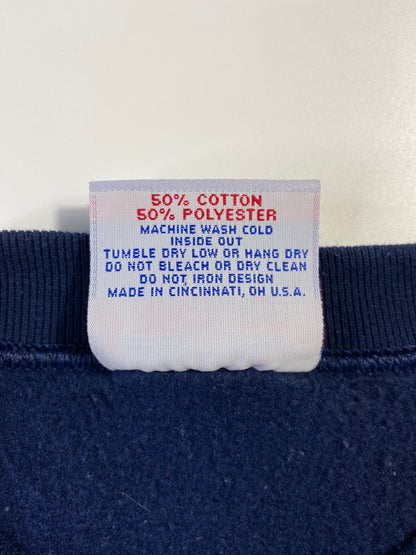 50% COTTON
50% POLYESTER
MACHINE WASH COLD
INSIDE OUT
TUMBLE DRY LOW OR HANG DRY
DO NOT BLEACH OR DRY CLEAN
DO NOT IRON DESIGN
MADE IN CINCINNATI, OH U.S.A.